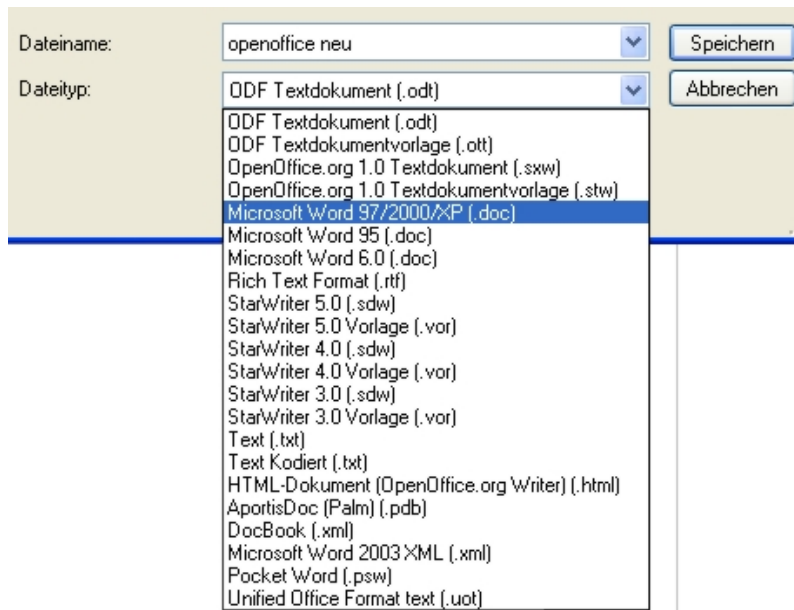 Dateiname: openoffice neu Speichern
Dateityp: ODF Textdokument (.odt) Abbrechen
ODF Textdokument (.odt)
ODF Textdokumentvorlage (.ott)
OpenOffice.org 1.0 Textdokument (.sxw)
OpenOffice.org 1.0 Textdokumentvorlage (.stw)
Microsoft Word 97/2000/XP (.doc)
Microsoft Word 95 (.doc)
Microsoft Word 6.0 (.doc)
Rich Text Format (.rtf)
StarWriter 5.0 (.sdw)
StarWriter 5.0 Vorlage (.vor)
StarWriter 4.0 (.sdw)
StarWriter 4.0 Vorlage (.vor)
StarWriter 3.0 (.sdw)
StarWriter 3.0 Vorlage (.vor)
Text (.txt)
Text Kodiert (.txt)
HTML-Dokument (OpenOffice.org Writer) (.html)
AportisDoc (Palm) (.pdb)
DocBook (.xml)
Microsoft Word 2003 XML (.xml)
Pocket Word (.psw)
Unified Office Format text (.uot)